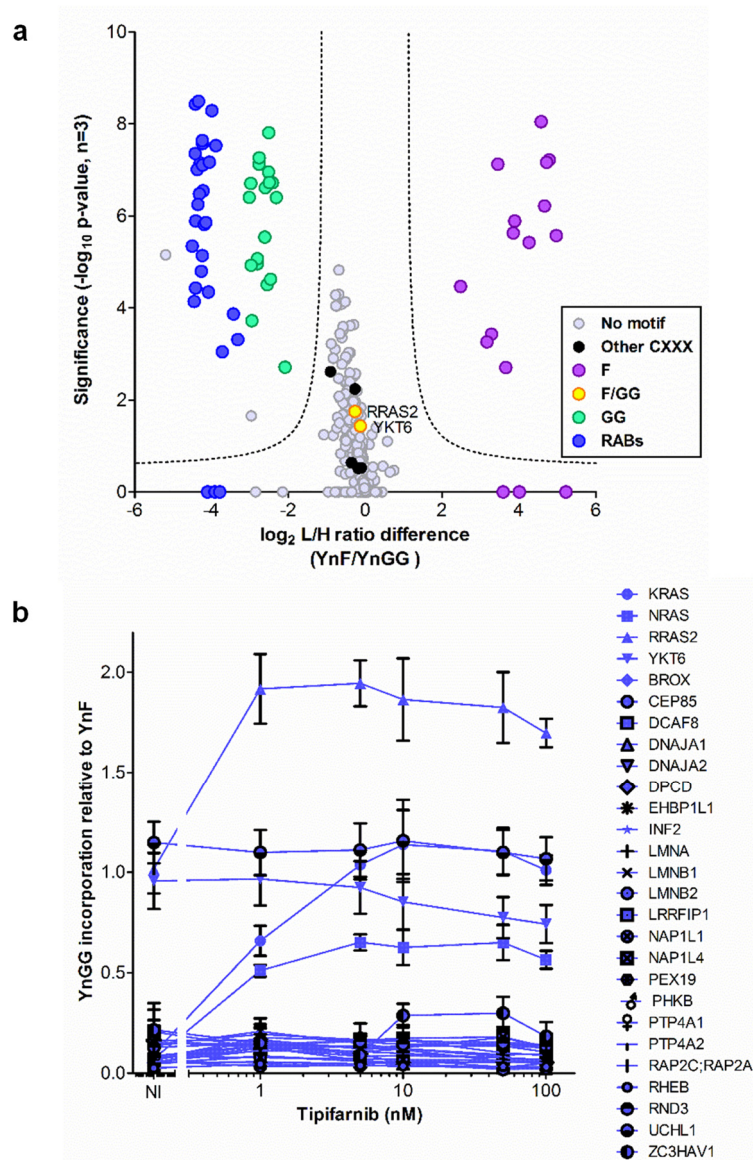 a
10
8
6
4
2
0
Significance (-log10 p-value, n=3)
No motif
Other CXXX
F
F/GG
GG
RABs
RRAS2
YKT6
-6 -4 -2 0 2 4 6
log2 L/H ratio difference
(YnF/YnGG )
b
YnGG incorporation relative to YnF
2.0
1.5
1.0
0.5
0.0
NI 1 10 100
Tipifarnib (nM)
KRAS
NRAS
RRAS2
YKT6
BROX
CEP85
DCAF8
DNAJA1
DNAJA2
DPCD
EHBP1L1
INF2
LMNA
LMNB1
LMNB2
LRRFIP1
NAP1L1
NAP1L4
PEX19
PHKB
PTP4A1
PTP4A2
RAP2C;RAP2A
RHEB
RND3
UCHL1
ZC3HAV1